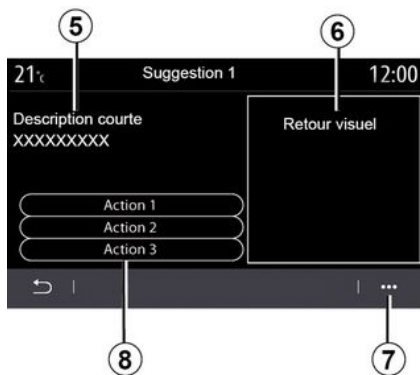 5
6
21°C
Suggestion 1
12:00
Description courte
XXXXXXXXX
Retour visuel
Action 1
Action 2
Action 3
8
7